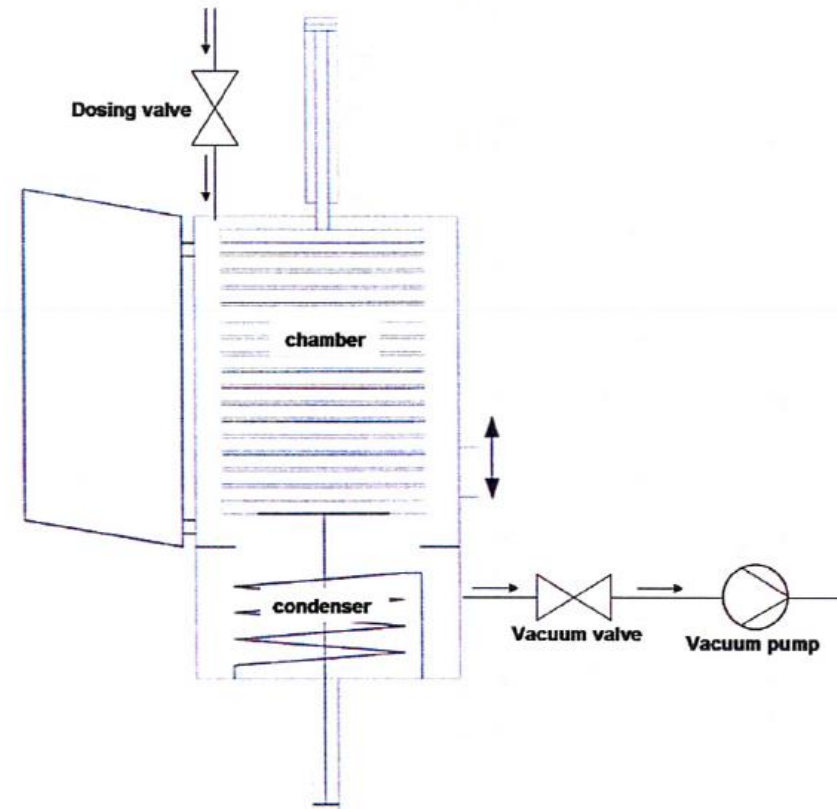 Dosing valve
chamber
condenser
Vacuum valve
Vacuum pump